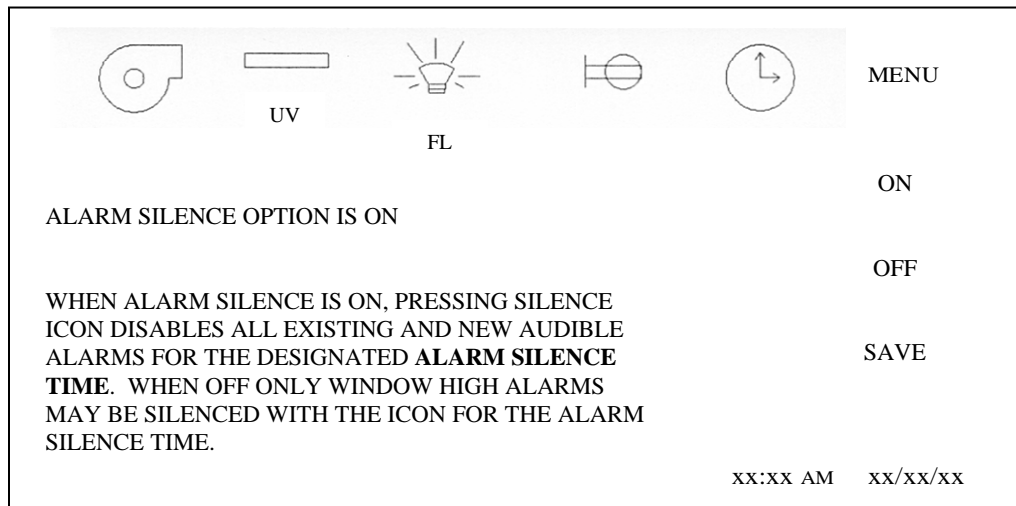 MENU
UV
FL
ON
ALARM SILENCE OPTION IS ON
OFF
WHEN ALARM SILENCE IS ON, PRESSING SILENCE
ICON DISABLES ALL EXISTING AND NEW AUDIBLE
ALARMS FOR THE DESIGNATED ALARM SILENCE
TIME. WHEN OFF ONLY WINDOW HIGH ALARMS
MAY BE SILENCED WITH THE ICON FOR THE ALARM
SILENCE TIME.
SAVE
xx:xx AM xx/xx/xx